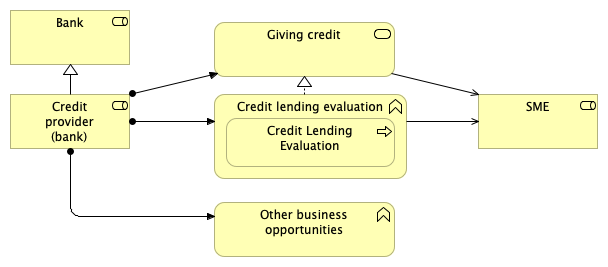 Bank
Giving credit
Credit
provider
(bank)
Credit lending evaluation
Credit Lending
Evaluation
SME
Other business
opportunities